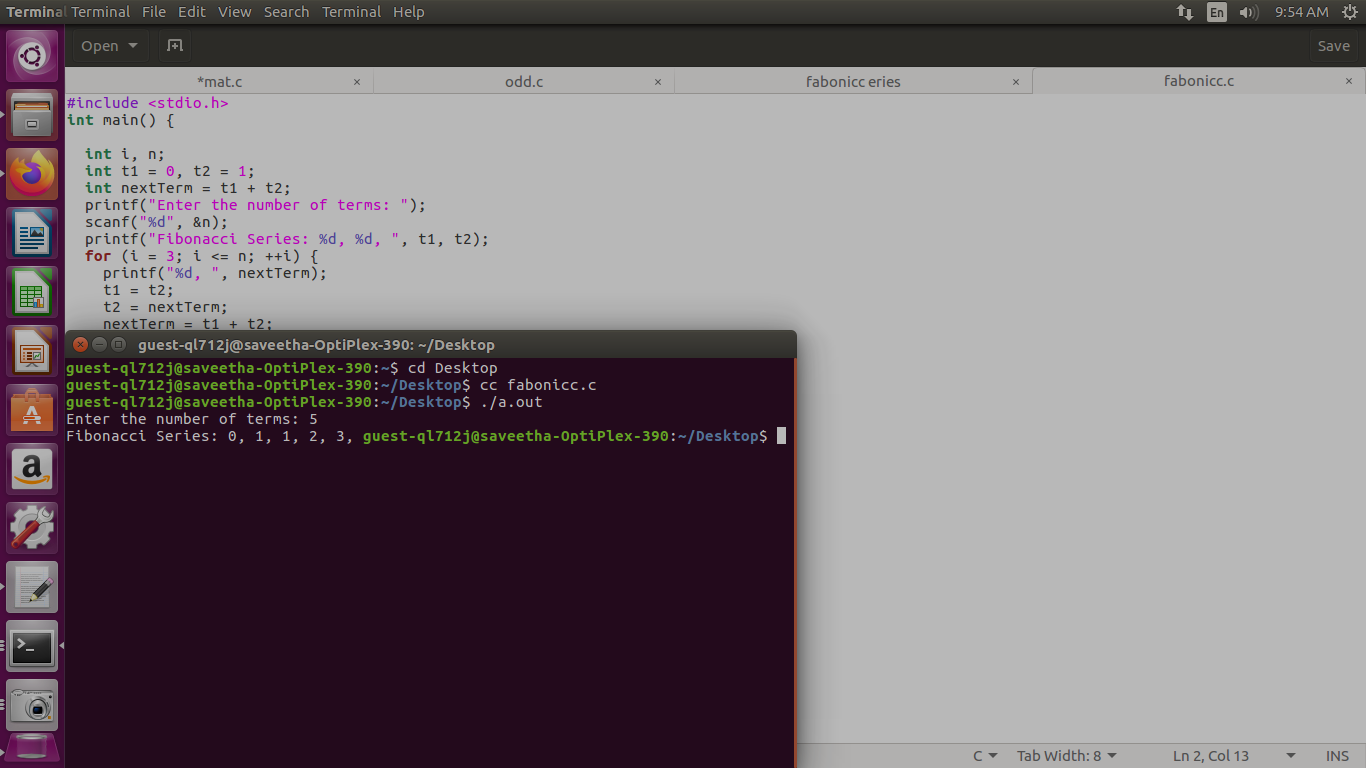 Terminal Terminal File Edit View Search Terminal Help En 9:54 AM
Open Save
*mat.c × odd.c × fabonicc eries × fabonicc.c ×
#include <stdio.h>
int main() {
int i, n;
int t1 = 0, t2 = 1;
int nextTerm = t1 + t2;
printf("Enter the number of terms: ");
scanf("%d", &n);
printf("Fibonacci Series: %d, %d, ", t1, t2);
for (i = 3; i <= n; ++i) {
printf("%d, ", nextTerm);
t1 = t2;
t2 = nextTerm;
nextTerm = t1 + t2;
guest-ql712j@saveetha-OptiPlex-390: ~/Desktop
guest-ql712j@saveetha-OptiPlex-390:~$ cd Desktop
guest-ql712j@saveetha-OptiPlex-390:~/Desktop$ cc fabonicc.c
guest-ql712j@saveetha-OptiPlex-390:~/Desktop$ ./a.out
Enter the number of terms: 5
Fibonacci Series: 0, 1, 1, 2, 3, guest-ql712j@saveetha-OptiPlex-390:~/Desktop$
C Tab Width: 8 Ln 2, Col 13 INS